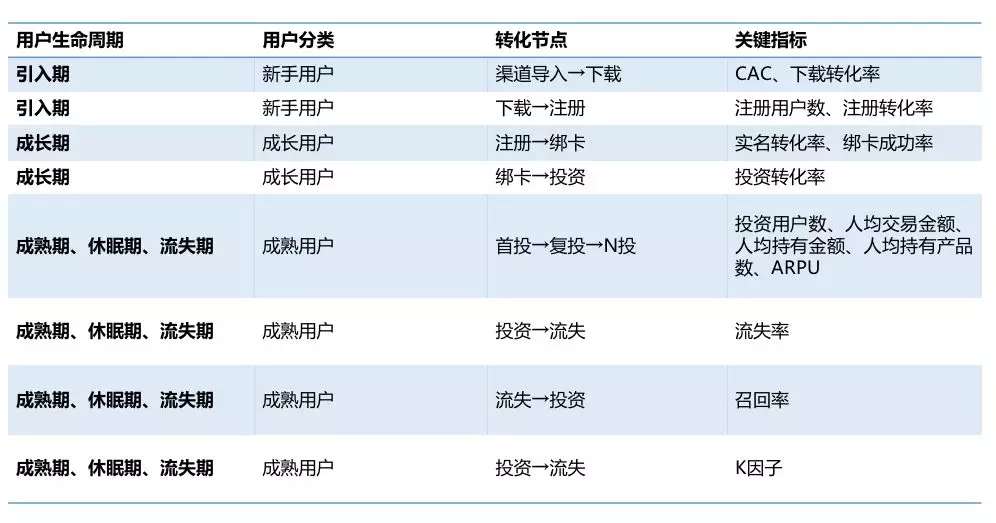 用户生命周期 用户分类 转化节点 关键指标
引入期 新手用户 渠道导入→下载 CAC、下载转化率
引入期 新手用户 下载→注册 注册用户数、注册转化率
成长期 成长用户 注册→绑卡 实名转化率、绑卡成功率
成长期 成长用户 绑卡→投资 投资转化率
成熟期、休眠期、流失期 成熟用户 首投→复投→N投 投资用户数、人均交易金额、
人均持有金额、人均持有产品
数、ARPU
成熟期、休眠期、流失期 成熟用户 投资→流失 流失率
成熟期、休眠期、流失期 成熟用户 流失→投资 召回率
成熟期、休眠期、流失期 成熟用户 投资→流失 K因子